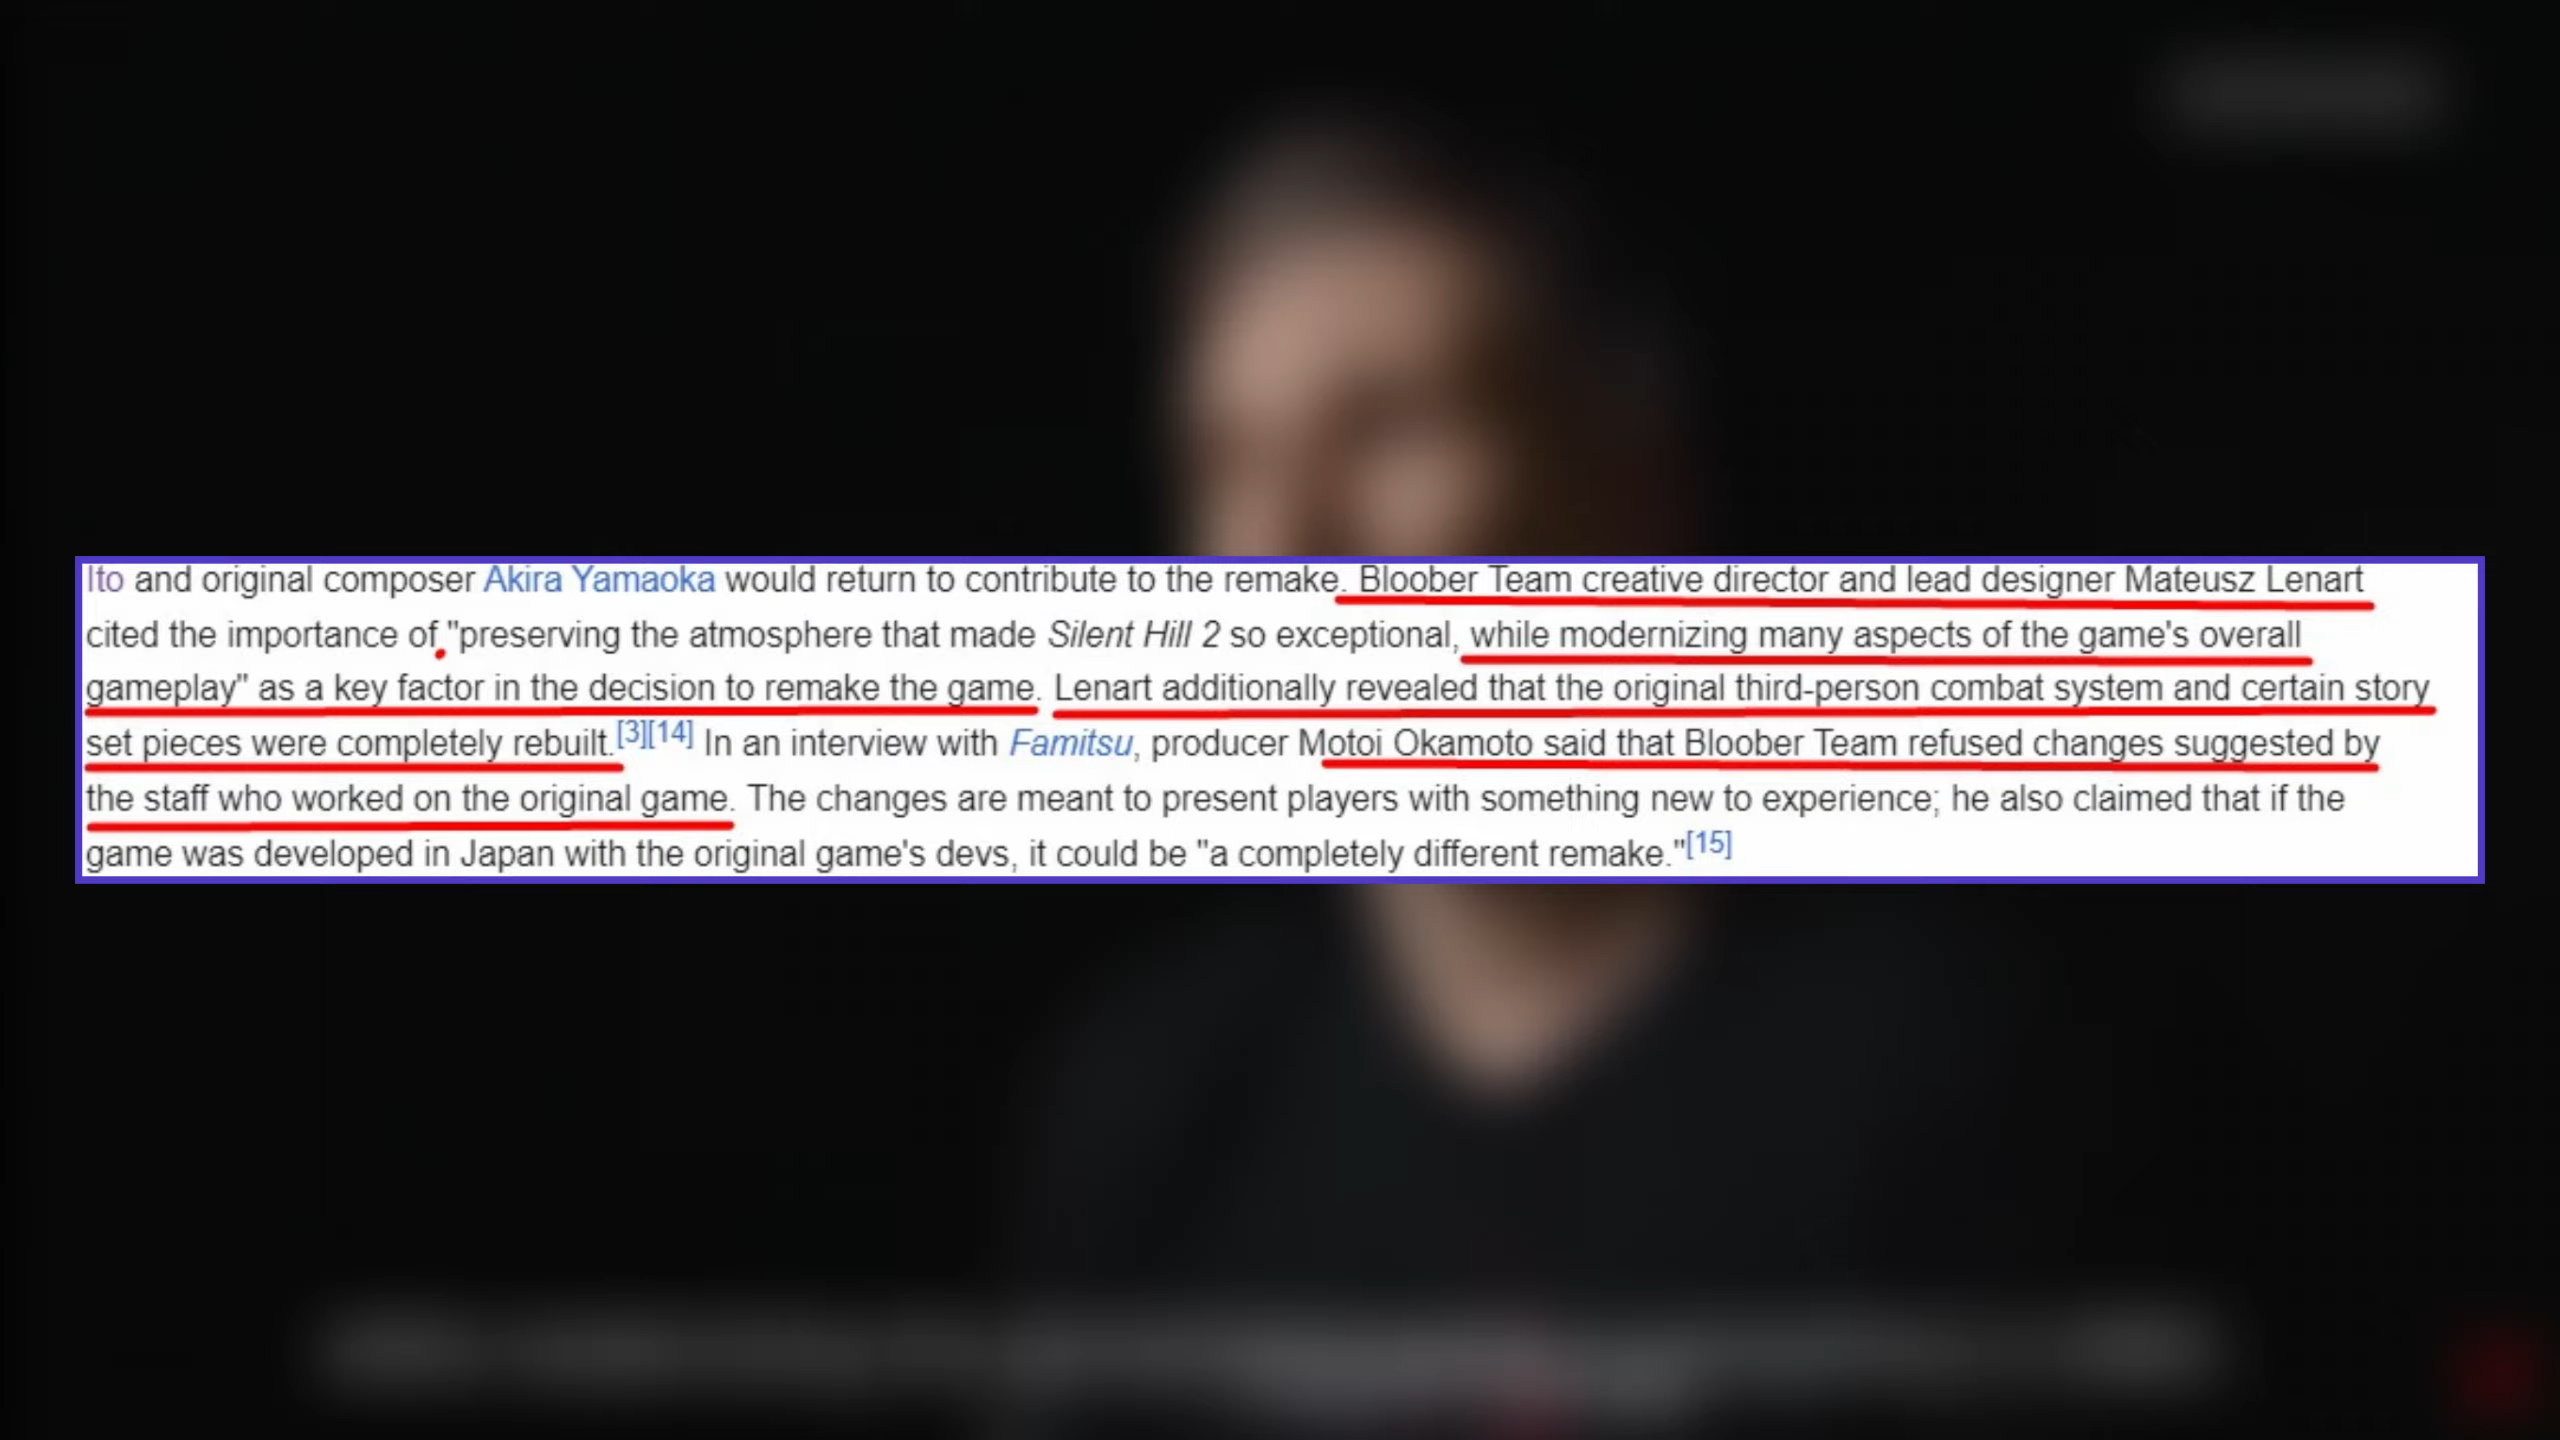 Ito and original composer Akira Yamaoka would return to contribute to the remake. Bloober Team creative director and lead designer Mateusz Lenart
cited the importance of "preserving the atmosphere that made Silent Hill 2 so exceptional, while modernizing many aspects of the game's overall
gameplay" as a key factor in the decision to remake the game. Lenart additionally revealed that the original third-person combat system and certain story
set pieces were completely rebuilt.[3][14] In an interview with Famitsu, producer Motoi Okamoto said that Bloober Team refused changes suggested by
the staff who worked on the original game. The changes are meant to present players with something new to experience; he also claimed that if the
game was developed in Japan with the original game's devs, it could be "a completely different remake."[15]